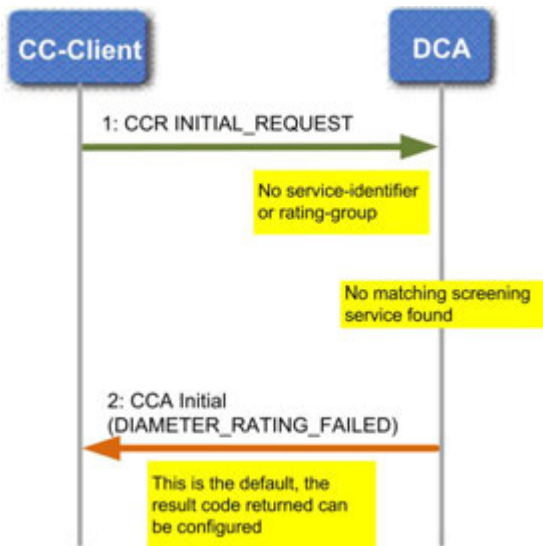 CC-Client
DCA
1: CCR INITIAL_REQUEST
No service-identifier
or rating-group
No matching screening
service found
2: CCA Initial
(DIAMETER_RATING_FAILED)
This is the default, the
result code returned can
be configured